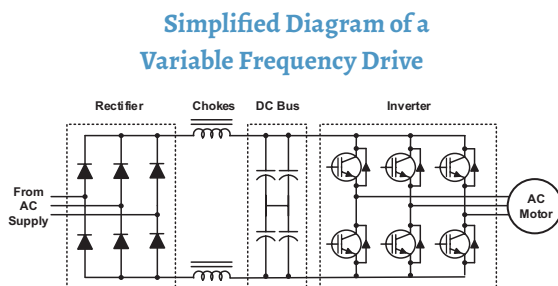 Simplified Diagram of a
Variable Frequency Drive
Rectifier
Chokes
DC Bus
Inverter
From
AC
Supply
AC
Motor